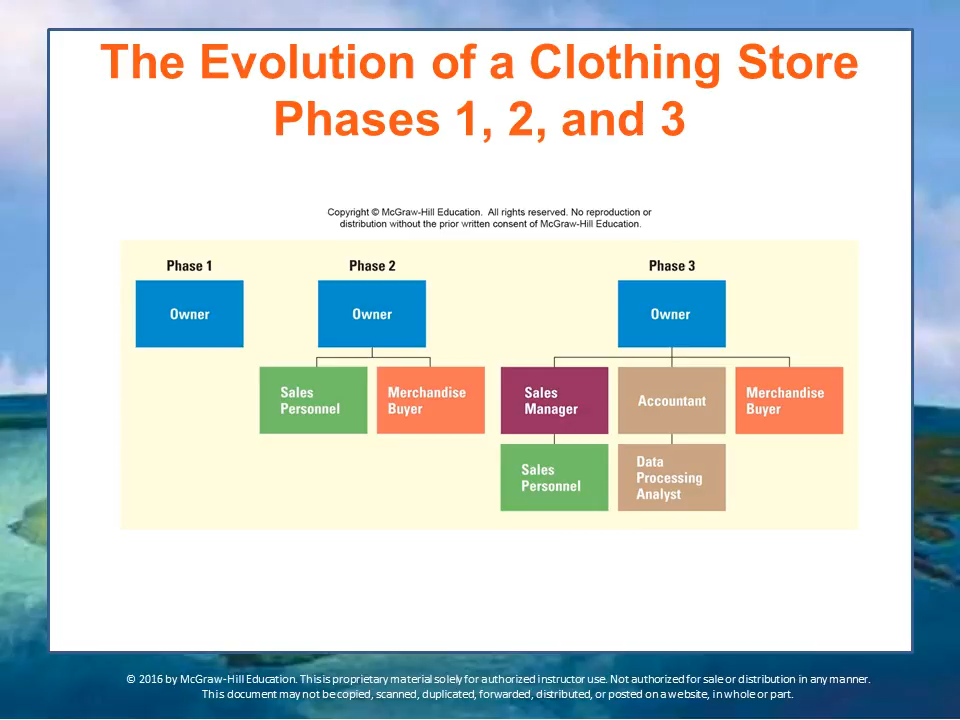 The Evolution of a Clothing Store
Phases 1, 2, and 3
Copyright © McGraw-Hill Education. All rights reserved. No reproduction or
distribution without the prior written consent of McGraw-Hill Education.
Phase 1
Phase 2
Phase 3
Owner
Owner
Owner
Sales
Personnel
Merchandise
Buyer
Sales
Manager
Accountant
Merchandise
Buyer
Sales
Personnel
Data
Processing
Analyst
© 2016 by McGraw-Hill Education. This is proprietary material solely for authorized instructor use. Not authorized for sale or distribution in any manner.
This document may not be copied, scanned, duplicated, forwarded, distributed, or posted on a website, in whole or part.